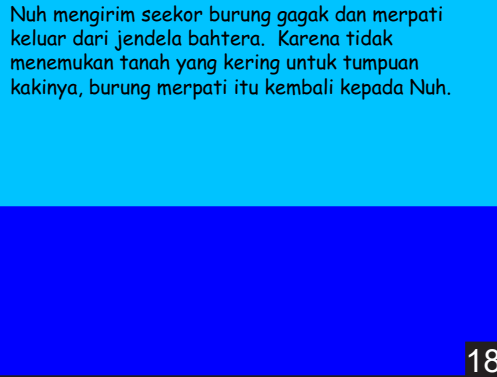 Nuh mengirim seekor burung gagak dan merpati
keluar dari jendela bahtera.  Karena tidak
menemukan tanah yang kering untuk tumpuan
kakinya, burung merpati itu kembali kepada Nuh.
18